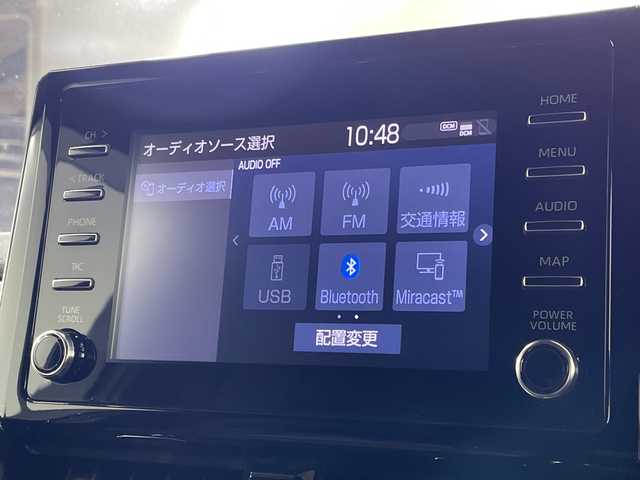 CH >
< TRACK
PHONE
T/C
TUNE
SCROLL
オーディオソース選択
10:48
DCM
DCM
オーディオ選択
AUDIO OFF
AM
FM
交通情報
USB
Bluetooth
Miracast™
配置変更
HOME
MENU
AUDIO
MAP
POWER
VOLUME